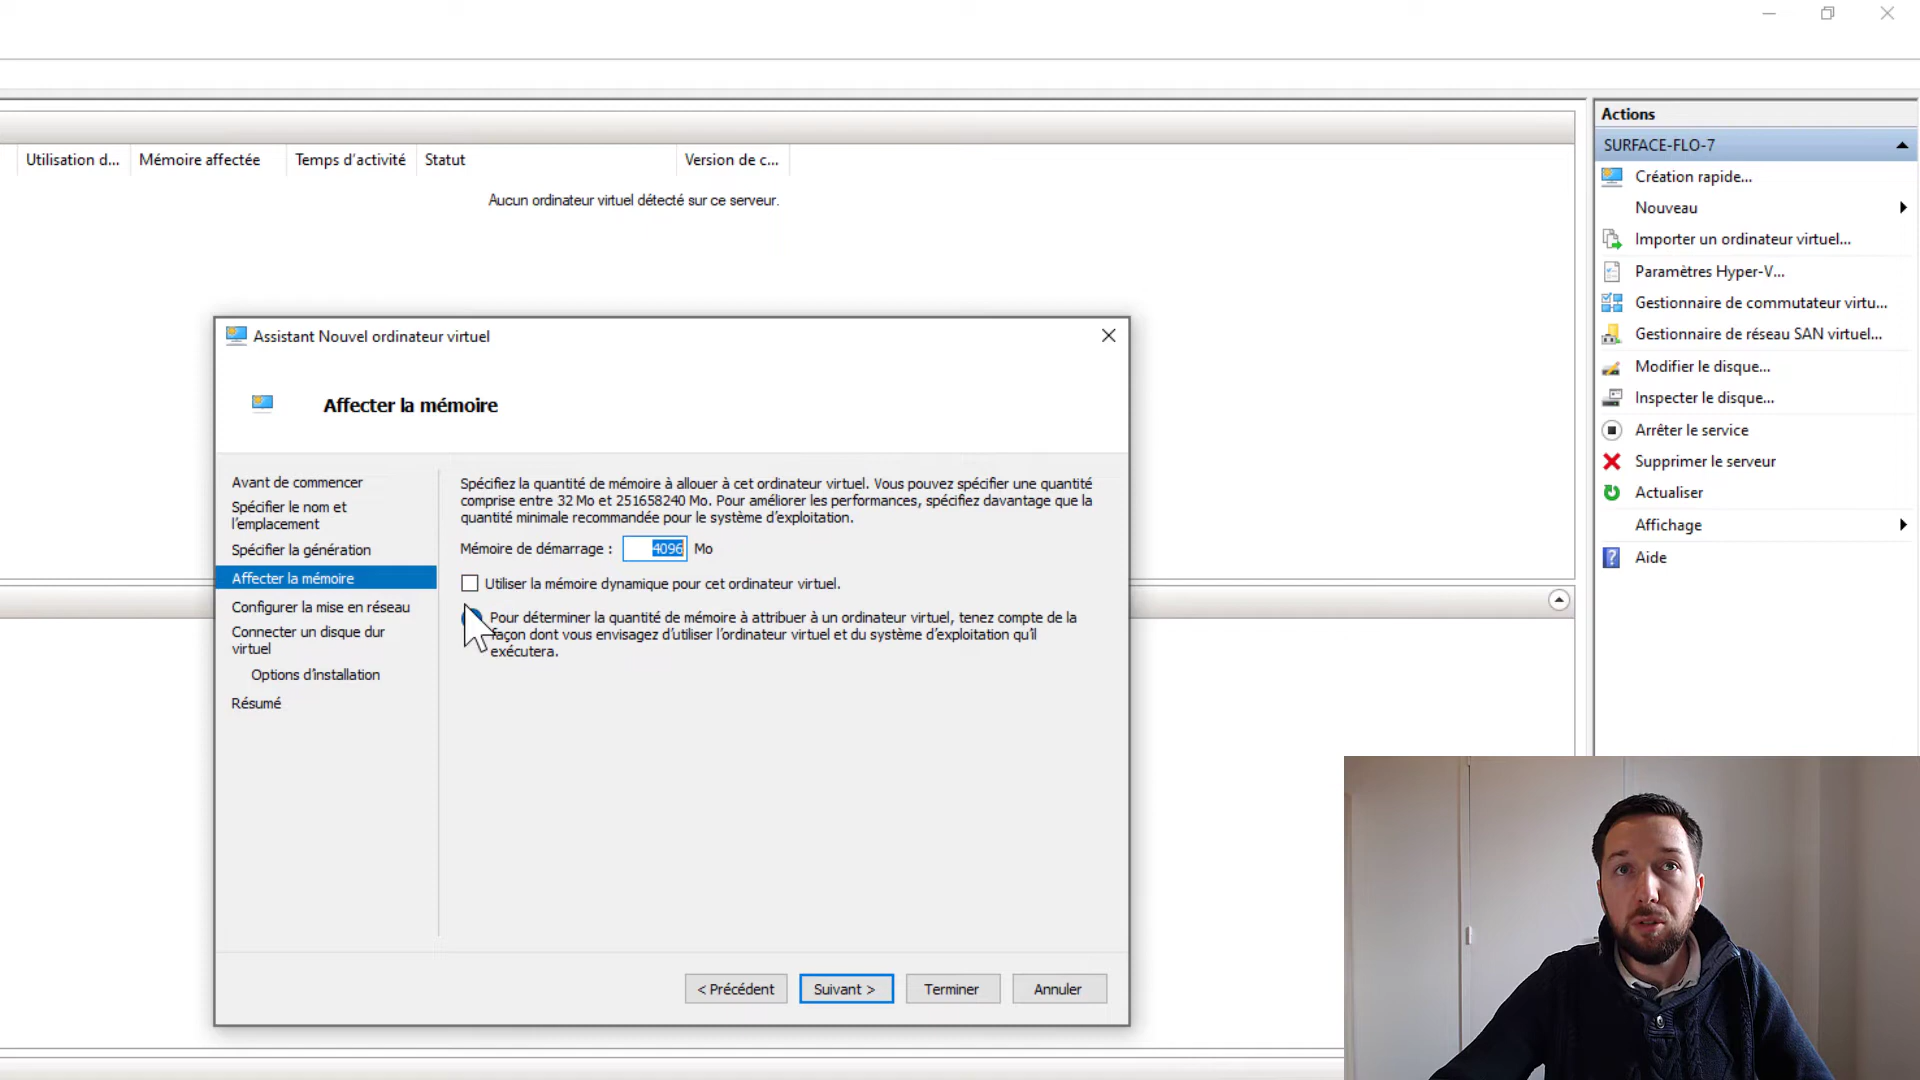 Utilisation d...
Mémoire affectée
Temps d'activité
Statut
Version de c...
Aucun ordinateur virtuel détecté sur ce serveur.
Actions
SURFACE-FLO-7
Création rapide...
Nouveau
Importer un ordinateur virtuel...
Paramètres Hyper-V...
Gestionnaire de commutateur virtu...
Gestionnaire de réseau SAN virtuel...
Modifier le disque...
Inspecter le disque...
Arrêter le service
Supprimer le serveur
Actualiser
Affichage
Aide
Assistant Nouvel ordinateur virtuel
Affecter la mémoire
Avant de commencer
Spécifier le nom et
l'emplacement
Spécifier la génération
Affecter la mémoire
Configurer la mise en réseau
Connecter un disque dur
virtuel
Options d'installation
Résumé
Spécifiez la quantité de mémoire à allouer à cet ordinateur virtuel. Vous pouvez spécifier une quantité
comprise entre 32 Mo et 251658240 Mo. Pour améliorer les performances, spécifiez davantage que la
quantité minimale recommandée pour le système d'exploitation.
Mémoire de démarrage : 4096 Mo
Utiliser la mémoire dynamique pour cet ordinateur virtuel.
Pour déterminer la quantité de mémoire à attribuer à un ordinateur virtuel, tenez compte de la
façon dont vous envisagez d'utiliser l'ordinateur virtuel et du système d'exploitation qu'il
exécutera.
< Précédent
Suivant >
Terminer
Annuler